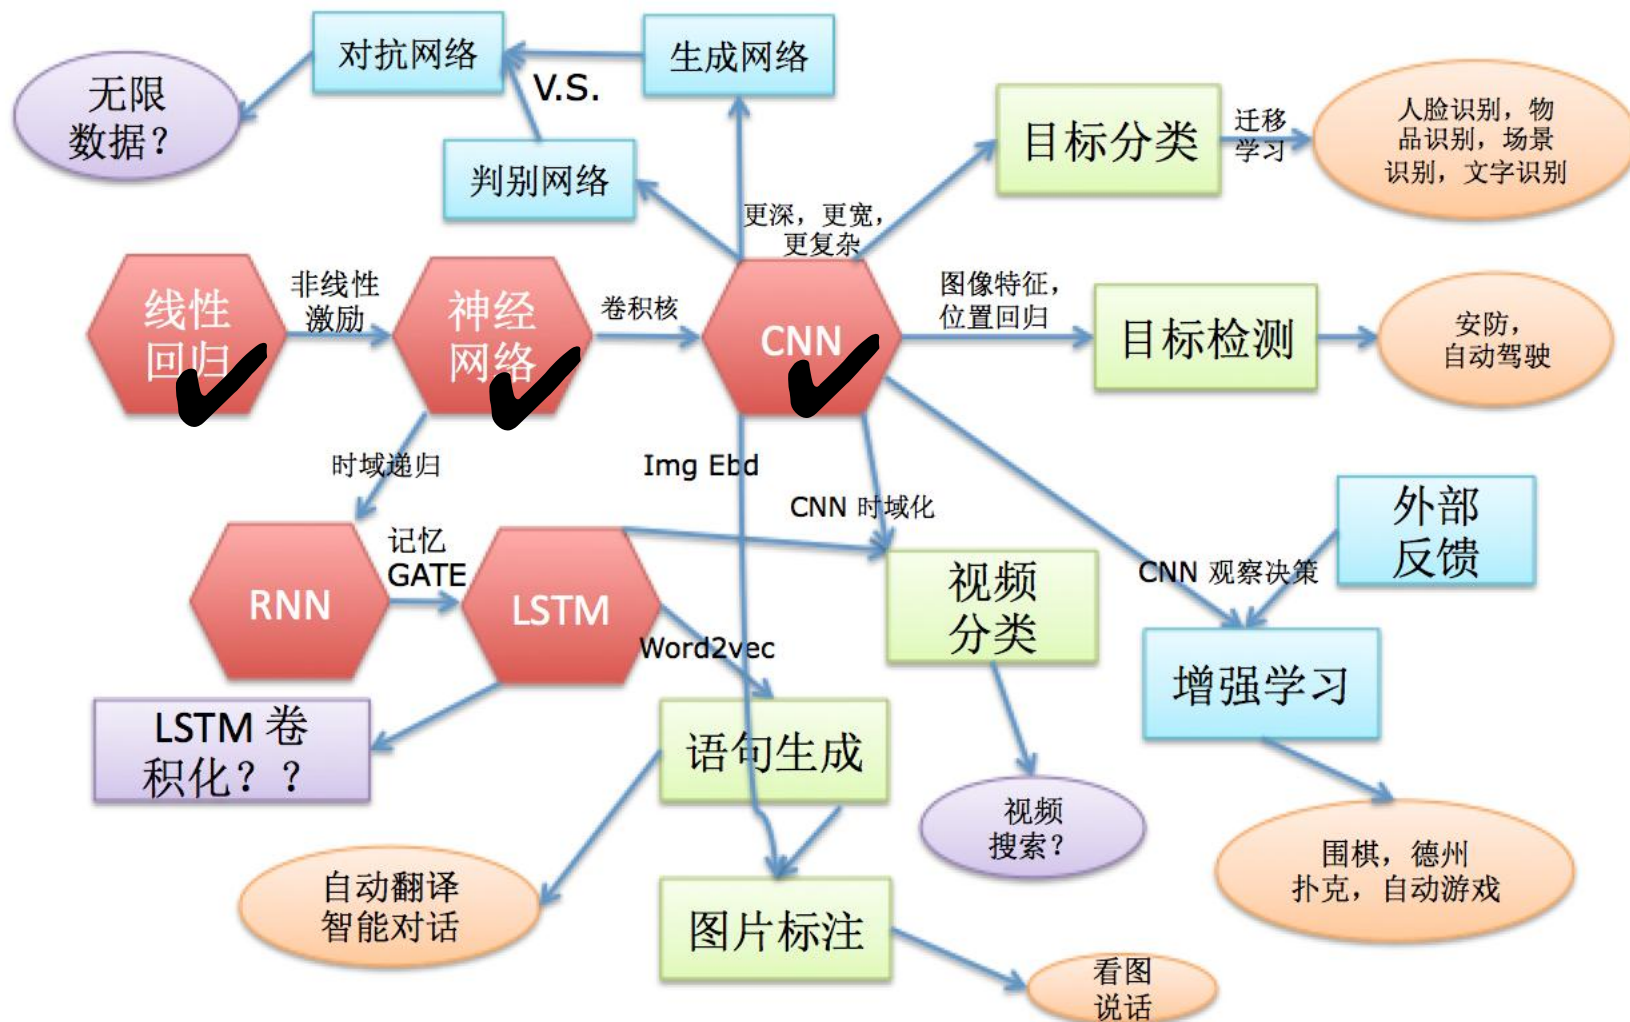 对抗网络
生成网络
V.S.
无限
数据？
判别网络
目标分类
迁移
学习
人脸识别，物
品识别，场景
识别，文字识别
更深，更宽，
更复杂
线性
回归
非线性
激励
神经
网络
卷积核
CNN
图像特征，
位置回归
目标检测
安防，
自动驾驶
时域递归
Img Ebd
CNN 时域化
外部
反馈
CNN 观察决策
RNN
记忆
GATE
LSTM
视频
分类
Word2vec
增强学习
LSTM 卷
积化？？
语句生成
视频
搜索？
围棋，德州
扑克，自动游戏
自动翻译
智能对话
图片标注
看图
说话